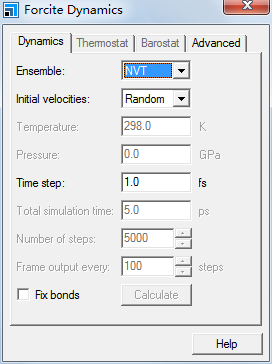 Forcite Dynamics
Dynamics Thermostat Barostat Advanced
Ensemble: NVT
Initial velocities: Random
Temperature: 298.0 K
Pressure: 0.0 GPa
Time step: 1.0 fs
Total simulation time: 5.0 ps
Number of steps: 5000
Frame output every: 100 steps
Fix bonds Calculate
Help